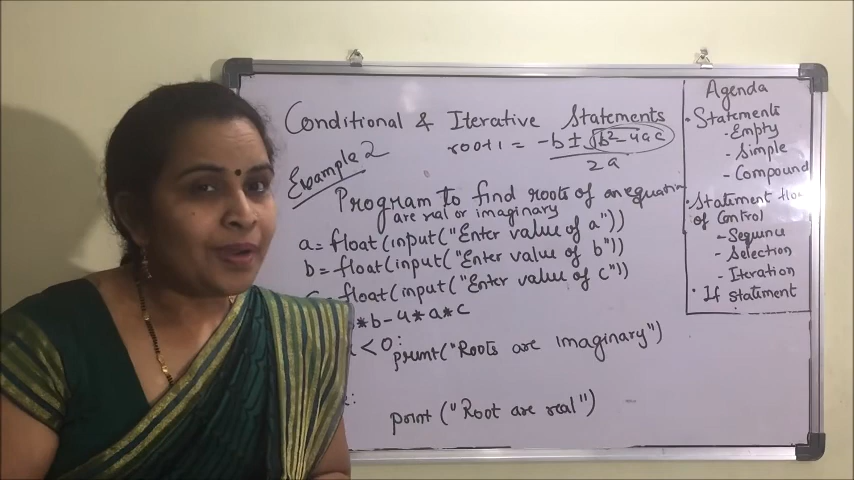 Conditional & Iterative Statements
root1 = -b ± √b²-4ac
2a
Example 2
Program to find roots of an equation
are real or imaginary
a = float(input("Enter value of a"))
b = float(input("Enter value of b"))
float(input("Enter value of c"))
*b-4*a*c
<0:
print("Roots are Imaginary")
:
print ("Root are real")
Agenda
• Statements
- Empty
- Simple
- Compound
• Statement flow
of Control
- Sequence
- Selection
- Iteration
• If statement